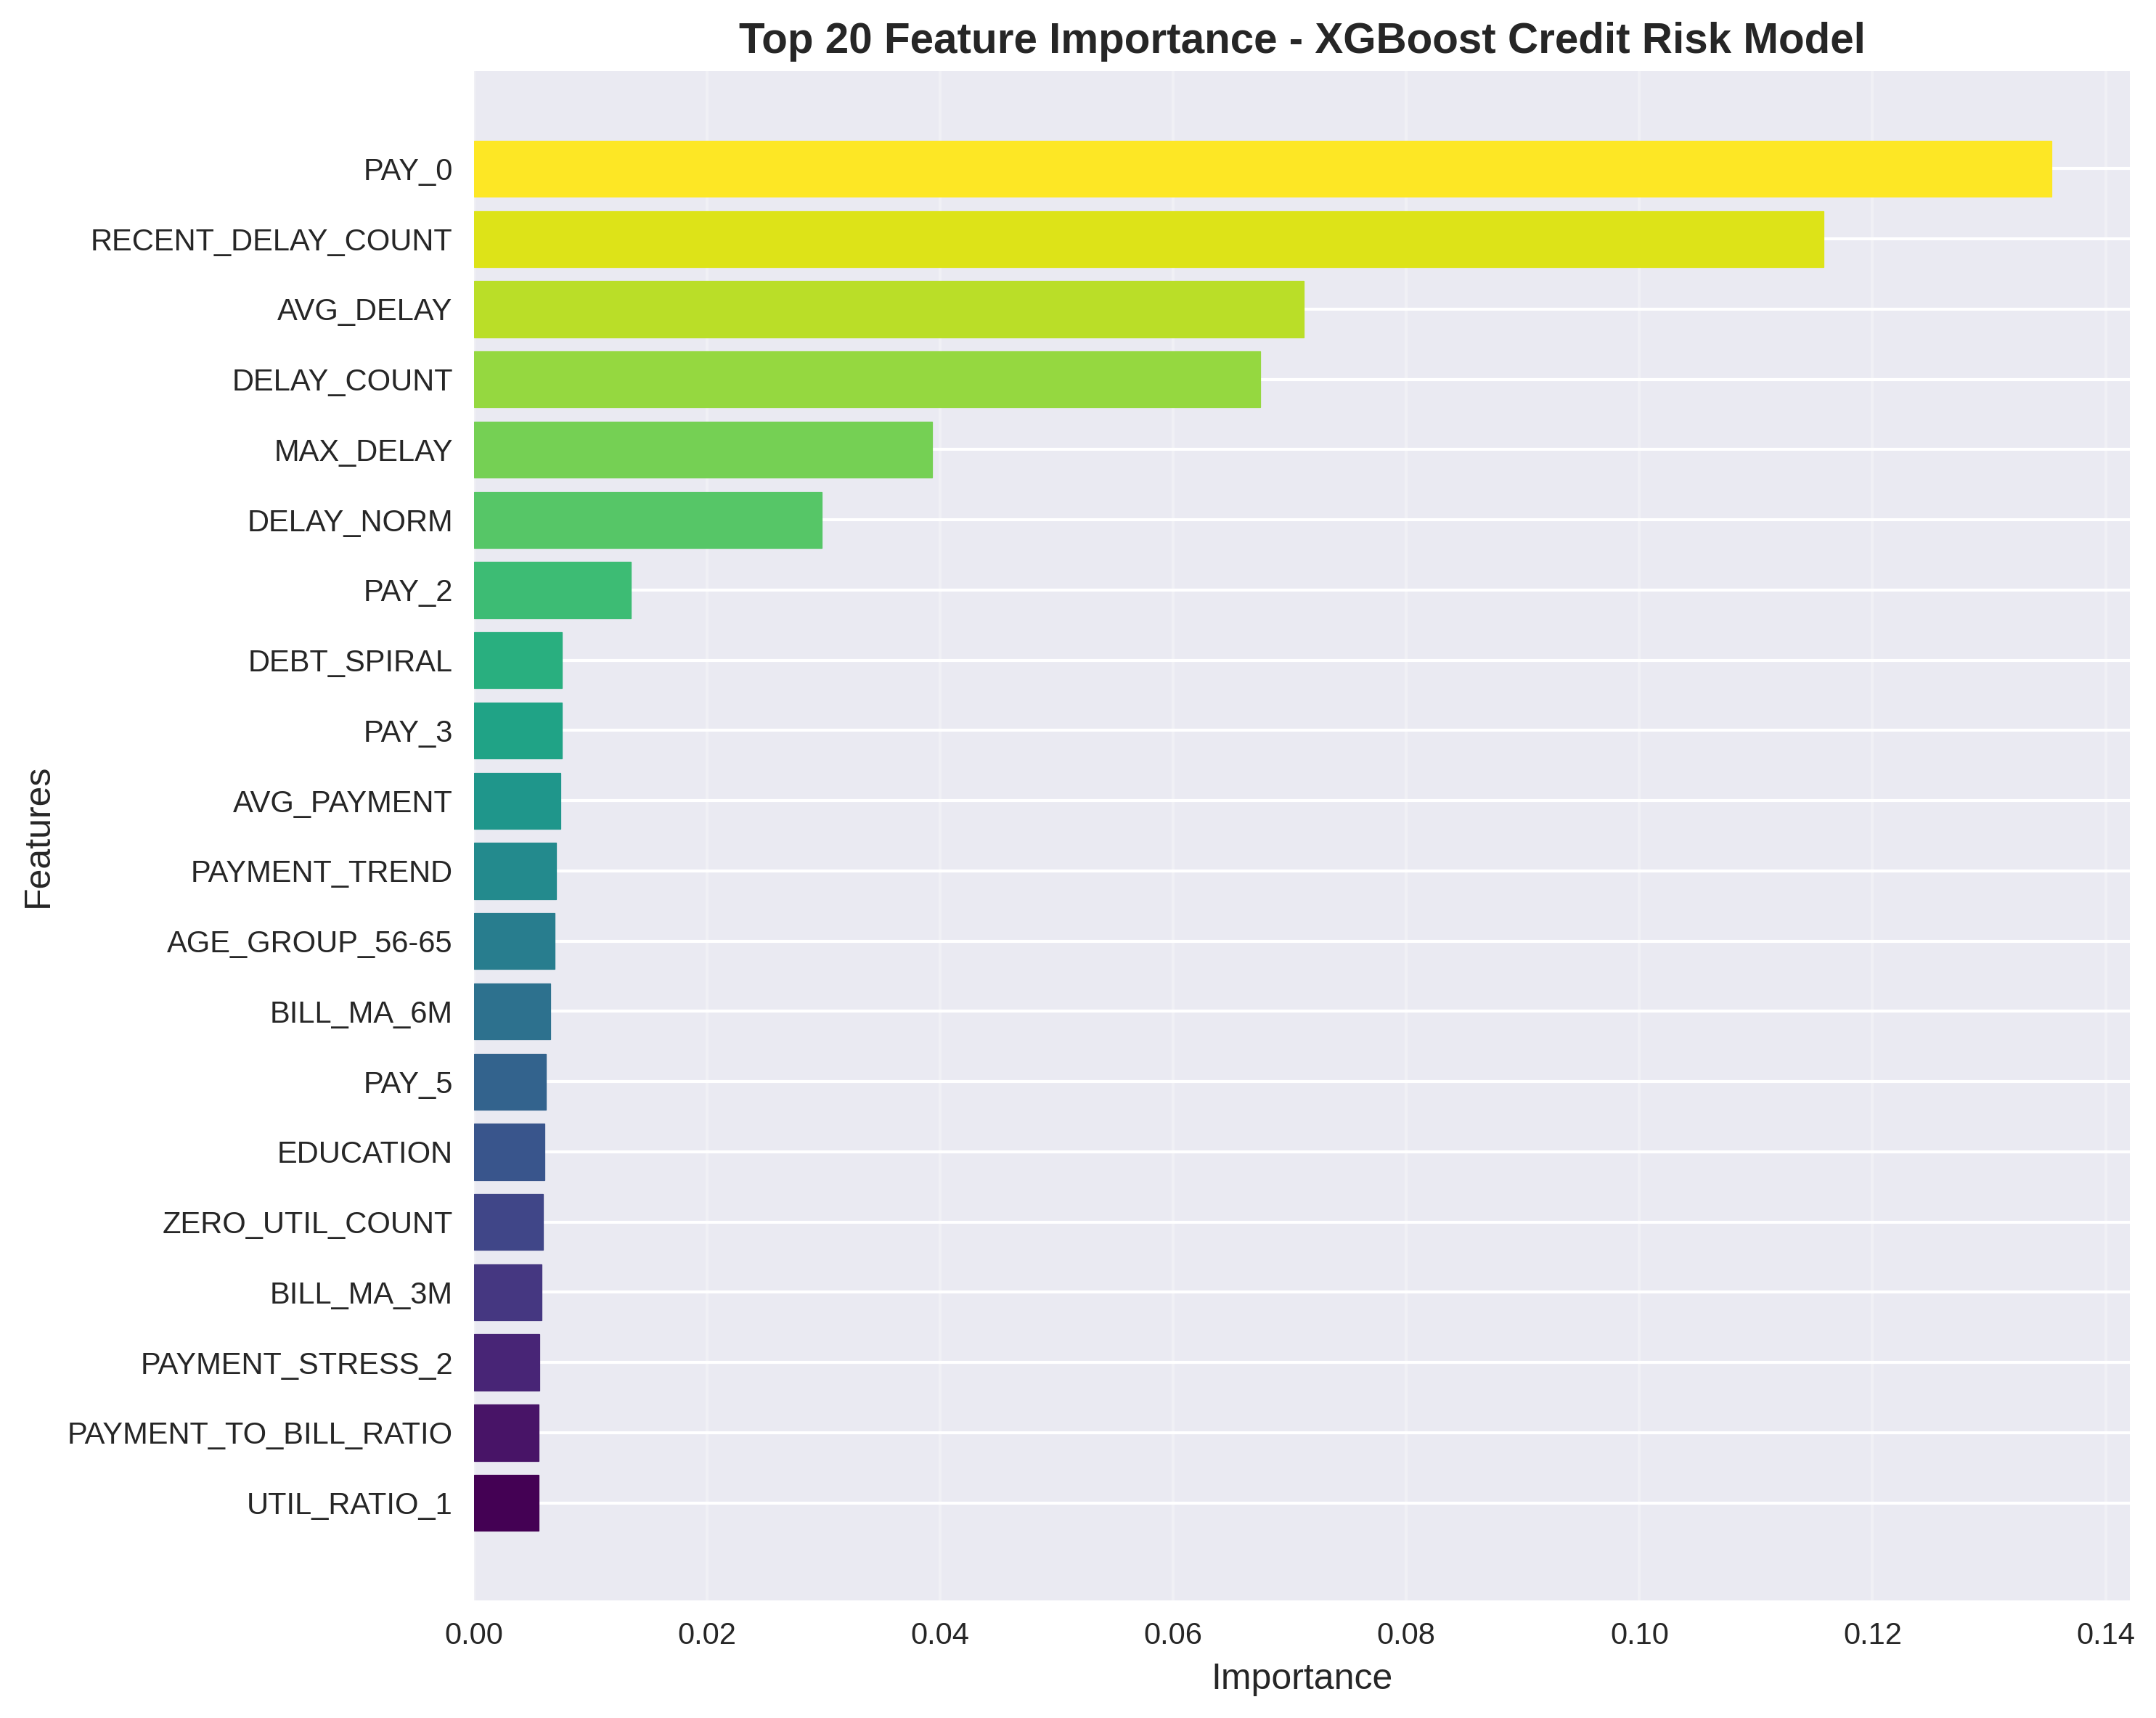 Top 20 Feature Importance - XGBoost Credit Risk Model
PAY_0
RECENT_DELAY_COUNT
AVG_DELAY
DELAY_COUNT
MAX_DELAY
DELAY_NORM
PAY_2
DEBT_SPIRAL
PAY_3
AVG_PAYMENT
PAYMENT_TREND
AGE_GROUP_56-65
BILL_MA_6M
PAY_5
EDUCATION
ZERO_UTIL_COUNT
BILL_MA_3M
PAYMENT_STRESS_2
PAYMENT_TO_BILL_RATIO
UTIL_RATIO_1
Features
0.00 0.02 0.04 0.06 0.08 0.10 0.12 0.14
Importance